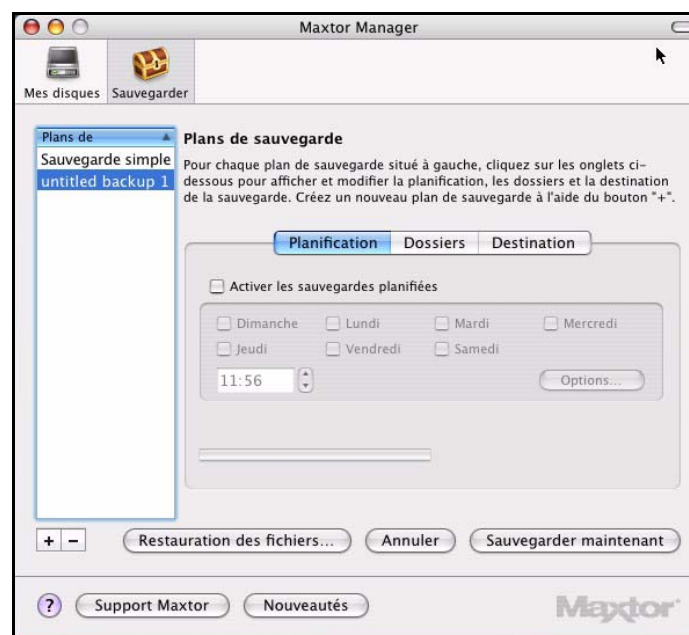 Maxtor Manager
Mes disques
Sauvegarder
Plans de
Sauvegarde simple
untitled backup 1
Plans de sauvegarde
Pour chaque plan de sauvegarde situé à gauche, cliquez sur les onglets ci-
dessous pour afficher et modifier la planification, les dossiers et la destination
de la sauvegarde. Créez un nouveau plan de sauvegarde à l'aide du bouton "+".
Planification Dossiers Destination
Activer les sauvegardes planifiées
Dimanche Lundi Mardi Mercredi
Jeudi Vendredi Samedi
11:56 Options...
+ − Restauration des fichiers... Annuler Sauvegarder maintenant
? Support Maxtor Nouveautés Maxtor